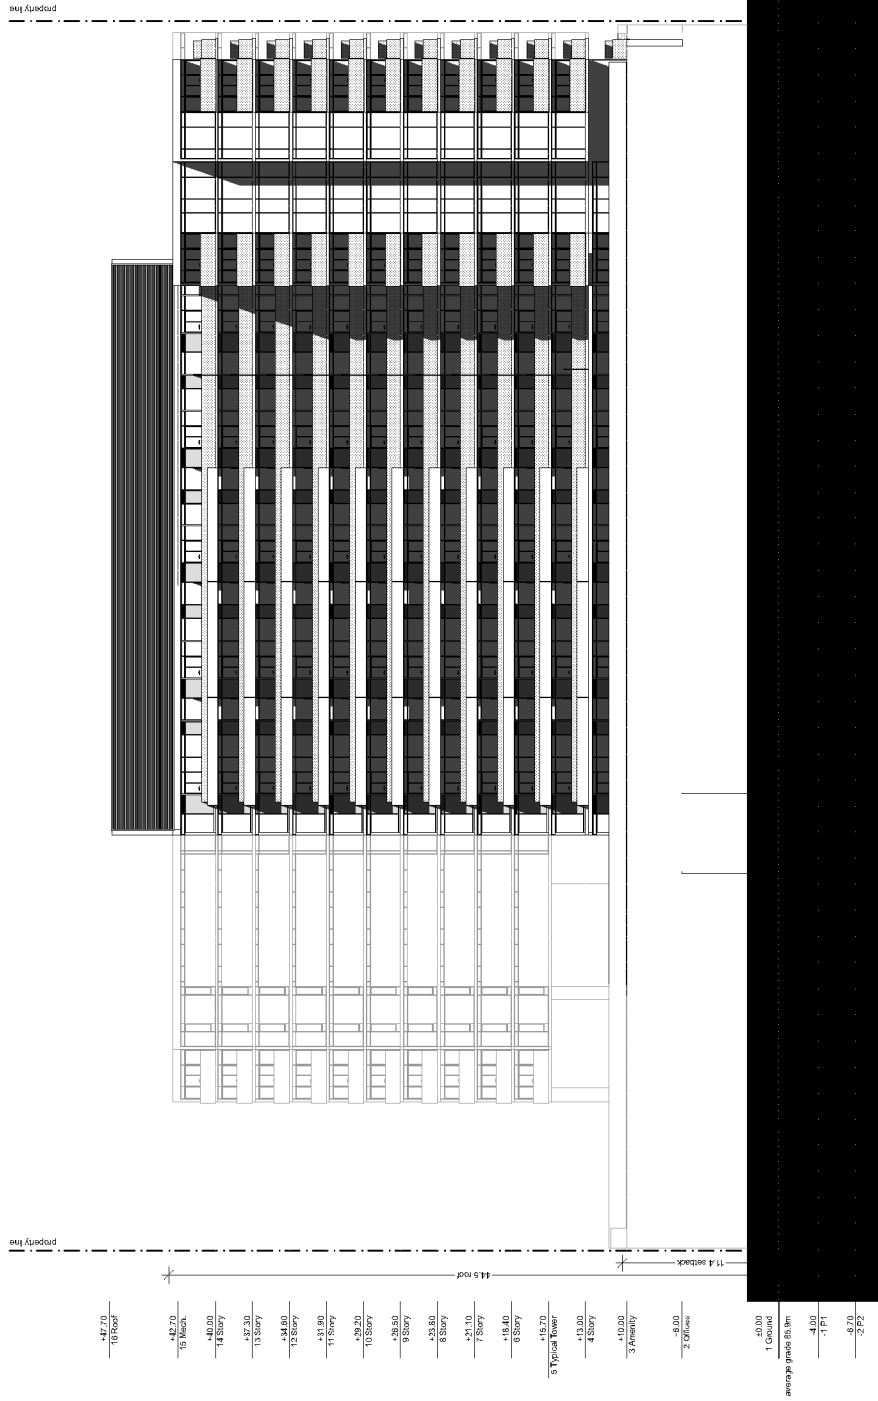 property line
property line
44.5 roof
11.4 setback
+47.70
16 Roof
+42.70
15 Mech.
+40.00
14 Story
+37.30
13 Story
+34.60
12 Story
+31.90
11 Story
+29.20
10 Story
+26.50
9 Story
+23.80
8 Story
+21.10
7 Story
+18.40
6 Story
+15.70
5 Typical Tower
+13.00
4 Story
+10.00
3 Amenity
+6.00
2 Offices
±0.00
1 Ground
average grade 85.9m
-4.00
-1 P1
-6.70
-2 P2